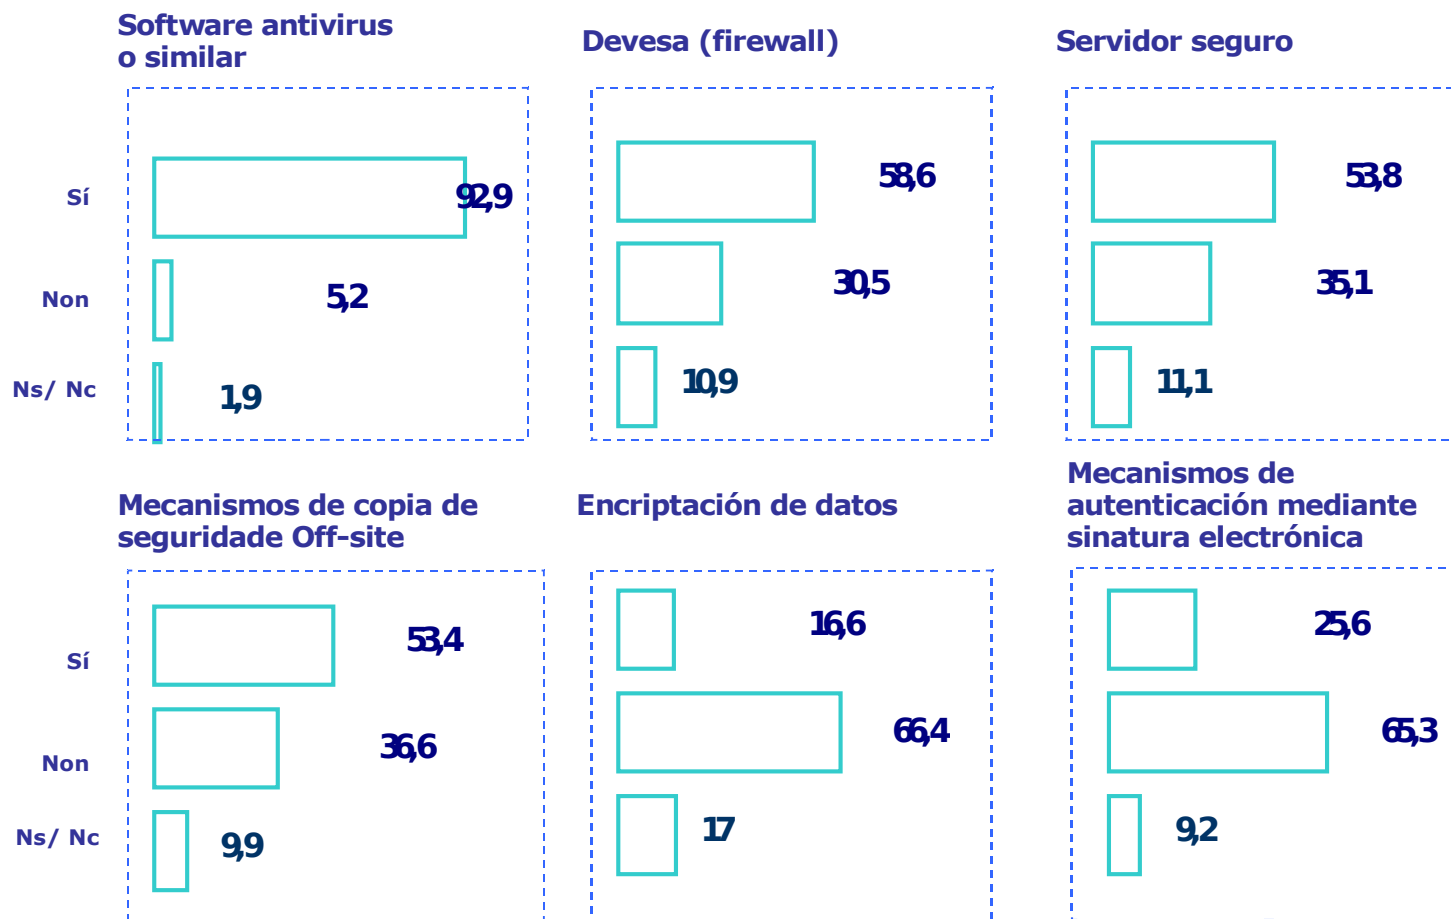 Software antivirus
o similar
Devesa (firewall)
Servidor seguro
Sí
92,9
58,6
53,8
Non
5,2
30,5
35,1
Ns/ Nc
1,9
10,9
11,1
Mecanismos de copia de
seguridade Off-site
Encriptación de datos
Mecanismos de
autenticación mediante
sinatura electrónica
Sí
53,4
16,6
25,6
Non
36,6
66,4
65,3
Ns/ Nc
9,9
17
9,2